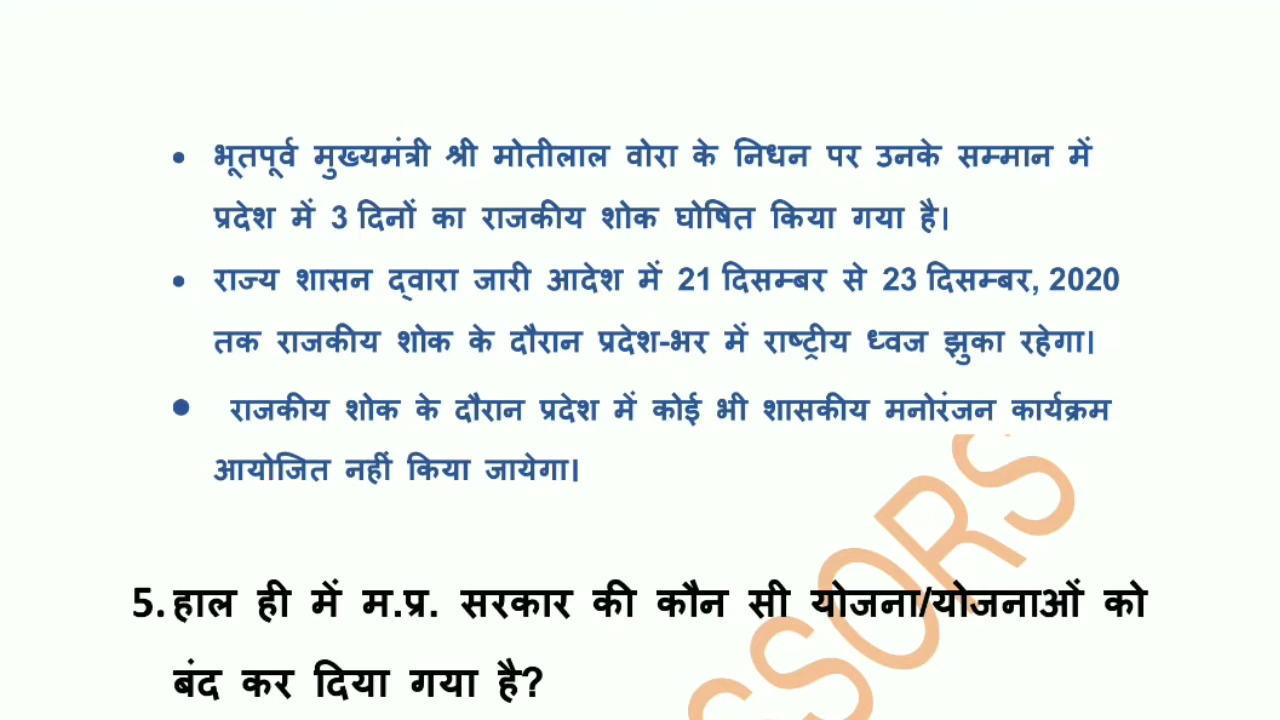 • भूतपूर्व मुख्यमंत्री श्री मोतीलाल वोरा के निधन पर उनके सम्मान में
प्रदेश में 3 दिनों का राजकीय शोक घोषित किया गया है।
• राज्य शासन द्वारा जारी आदेश में 21 दिसम्बर से 23 दिसम्बर, 2020
तक राजकीय शोक के दौरान प्रदेश-भर में राष्ट्रीय ध्वज झुका रहेगा।
• राजकीय शोक के दौरान प्रदेश में कोई भी शासकीय मनोरंजन कार्यक्रम
आयोजित नहीं किया जायेगा।
5. हाल ही में म.प्र. सरकार की कौन सी योजना/योजनाओं को
बंद कर दिया गया है?
SSORS